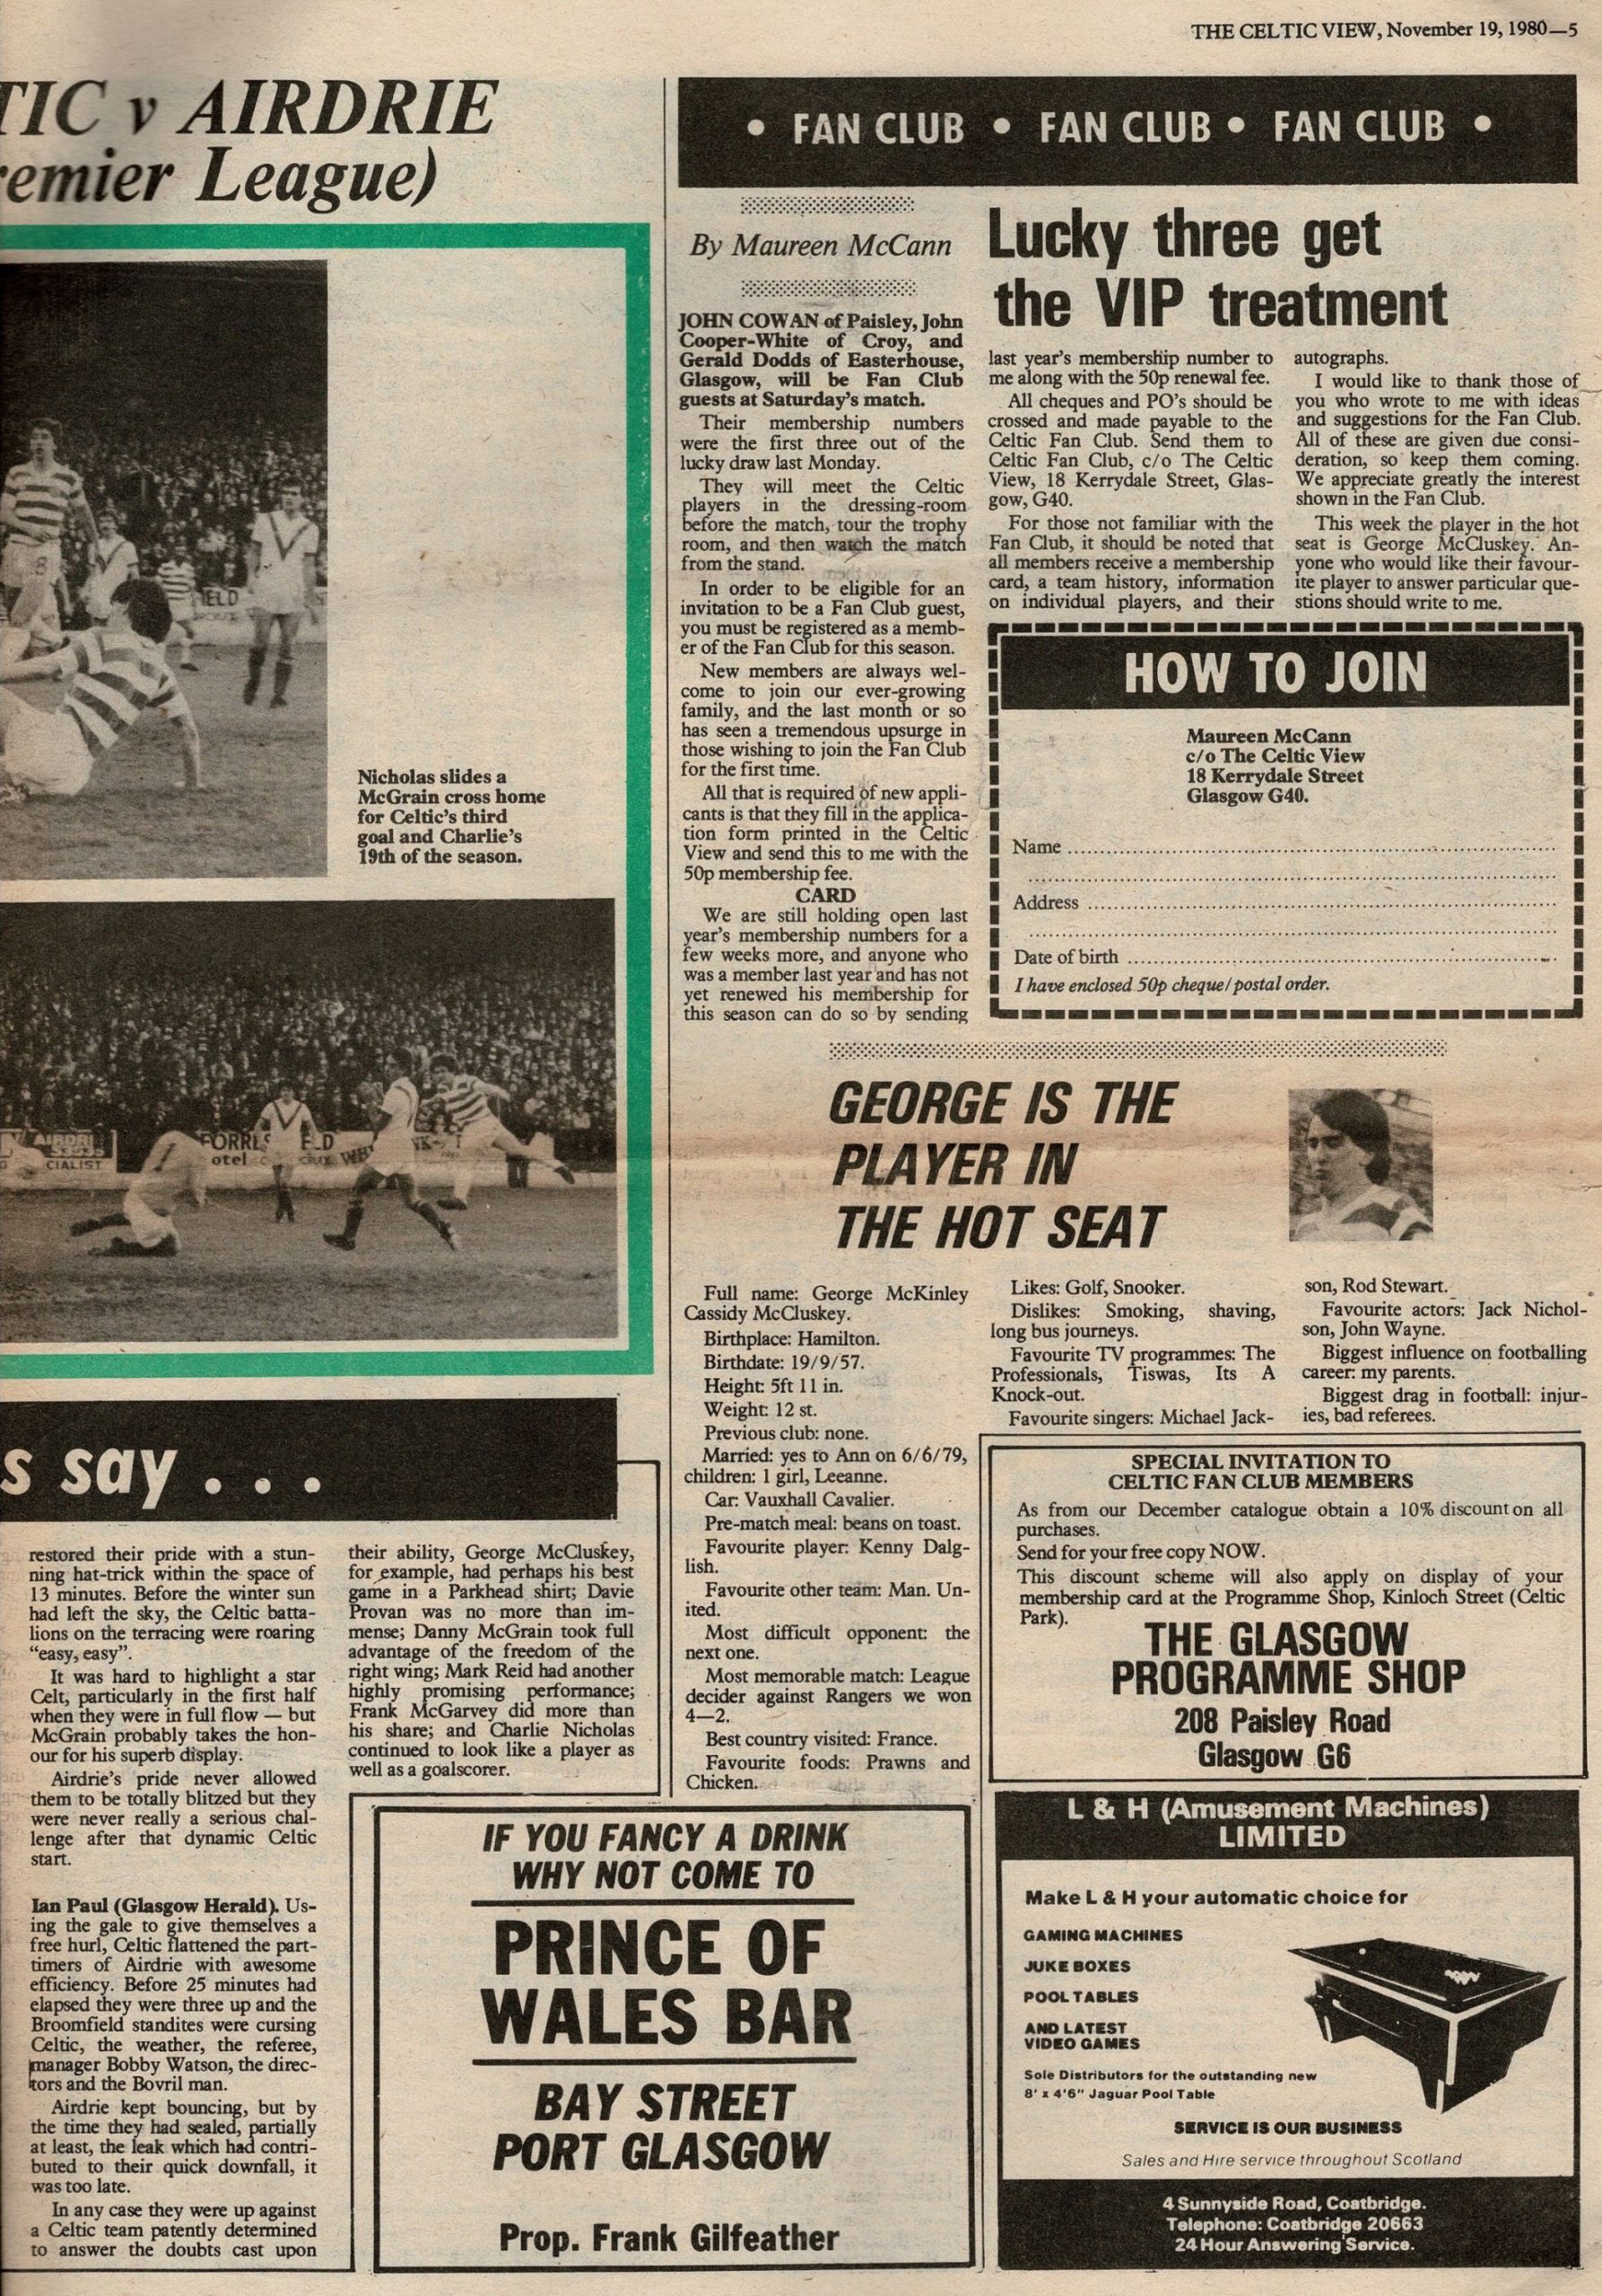 THE CELTIC VIEW, November 19, 1980—5
TIC v AIRDRIE
remier League)
Nicholas slides a
McGrain cross home
for Celtic's third
goal and Charlie's
19th of the season.
s say . . .
restored their pride with a stun-
ning hat-trick within the space of
13 minutes. Before the winter sun
had left the sky, the Celtic batta-
lions on the terracing were roaring
"easy, easy".
It was hard to highlight a star
Celt, particularly in the first half
when they were in full flow — but
McGrain probably takes the hon-
our for his superb display.
Airdrie's pride never allowed
them to be totally blitzed but they
were never really a serious chal-
lenge after that dynamic Celtic
start.
Ian Paul (Glasgow Herald). Us-
ing the gale to give themselves a
free hurl, Celtic flattened the part-
timers of Airdrie with awesome
efficiency. Before 25 minutes had
elapsed they were three up and the
Broomfield standites were cursing
Celtic, the weather, the referee,
manager Bobby Watson, the direc-
tors and the Bovril man.
Airdrie kept bouncing, but by
the time they had sealed, partially
at least, the leak which had contri-
buted to their quick downfall, it
was too late.
In any case they were up against
a Celtic team patently determined
to answer the doubts cast upon
their ability, George McCluskey,
for example, had perhaps his best
game in a Parkhead shirt; Davie
Provan was no more than im-
mense; Danny McGrain took full
advantage of the freedom of the
right wing; Mark Reid had another
highly promising performance;
Frank McGarvey did more than
his share; and Charlie Nicholas
continued to look like a player as
well as a goalscorer.
• FAN CLUB • FAN CLUB • FAN CLUB •
By Maureen McCann
Lucky three get
the VIP treatment
JOHN COWAN of Paisley, John
Cooper-White of Croy, and
Gerald Dodds of Easterhouse,
Glasgow, will be Fan Club
guests at Saturday's match.
Their membership numbers
were the first three out of the
lucky draw last Monday.
They will meet the Celtic
players in the dressing-room
before the match, tour the trophy
room, and then watch the match
from the stand.
In order to be eligible for an
invitation to be a Fan Club guest,
you must be registered as a memb-
er of the Fan Club for this season.
New members are always wel-
come to join our ever-growing
family, and the last month or so
has seen a tremendous upsurge in
those wishing to join the Fan Club
for the first time.
All that is required of new appli-
cants is that they fill in the applica-
tion form printed in the Celtic
View and send this to me with the
50p membership fee.
CARD
We are still holding open last
year's membership numbers for a
few weeks more, and anyone who
was a member last year and has not
yet renewed his membership for
this season can do so by sending
last year's membership number to
me along with the 50p renewal fee.
All cheques and PO's should be
crossed and made payable to the
Celtic Fan Club. Send them to
Celtic Fan Club, c/o The Celtic
View, 18 Kerrydale Street, Glas-
gow, G40.
For those not familiar with the
Fan Club, it should be noted that
all members receive a membership
card, a team history, information
on individual players, and their
autographs.
I would like to thank those of
you who wrote to me with ideas
and suggestions for the Fan Club.
All of these are given due consi-
deration, so keep them coming.
We appreciate greatly the interest
shown in the Fan Club.
This week the player in the hot
seat is George McCluskey. An-
yone who would like their favour-
ite player to answer particular que-
stions should write to me.
HOW TO JOIN
Maureen McCann
c/o The Celtic View
18 Kerrydale Street
Glasgow G40.
Name
Address
Date of birth
I have enclosed 50p cheque/postal order.
GEORGE IS THE
PLAYER IN
THE HOT SEAT
Full name: George McKinley
Cassidy McCluskey.
Birthplace: Hamilton.
Birthdate: 19/9/57.
Height: 5ft 11 in.
Weight: 12 st.
Previous club: none.
Married: yes to Ann on 6/6/79,
children: 1 girl, Leeanne.
Car: Vauxhall Cavalier.
Pre-match meal: beans on toast.
Favourite player: Kenny Dalg-
lish.
Favourite other team: Man. Un-
ited.
Most difficult opponent: the
next one.
Most memorable match: League
decider against Rangers we won
4—2.
Best country visited: France.
Favourite foods: Prawns and
Chicken.
Likes: Golf, Snooker.
Dislikes: Smoking, shaving,
long bus journeys.
Favourite TV programmes: The
Professionals, Tiswas, Its A
Knock-out.
Favourite singers: Michael Jack-
son, Rod Stewart.
Favourite actors: Jack Nichol-
son, John Wayne.
Biggest influence on footballing
career: my parents.
Biggest drag in football: injur-
ies, bad referees.
SPECIAL INVITATION TO
CELTIC FAN CLUB MEMBERS
As from our December catalogue obtain a 10% discount on all
purchases.
Send for your free copy NOW.
This discount scheme will also apply on display of your
membership card at the Programme Shop, Kinloch Street (Celtic
Park).
THE GLASGOW
PROGRAMME SHOP
208 Paisley Road
Glasgow G6
IF YOU FANCY A DRINK
WHY NOT COME TO
PRINCE OF
WALES BAR
BAY STREET
PORT GLASGOW
Prop. Frank Gilfeather
L & H (Amusement Machines)
LIMITED
Make L & H your automatic choice for
GAMING MACHINES
JUKE BOXES
POOL TABLES
AND LATEST
VIDEO GAMES
Sole Distributors for the outstanding new
8' x 4'6" Jaguar Pool Table
SERVICE IS OUR BUSINESS
Sales and Hire service throughout Scotland
4 Sunnyside Road, Coatbridge.
Telephone: Coatbridge 20663
24 Hour Answering Service.